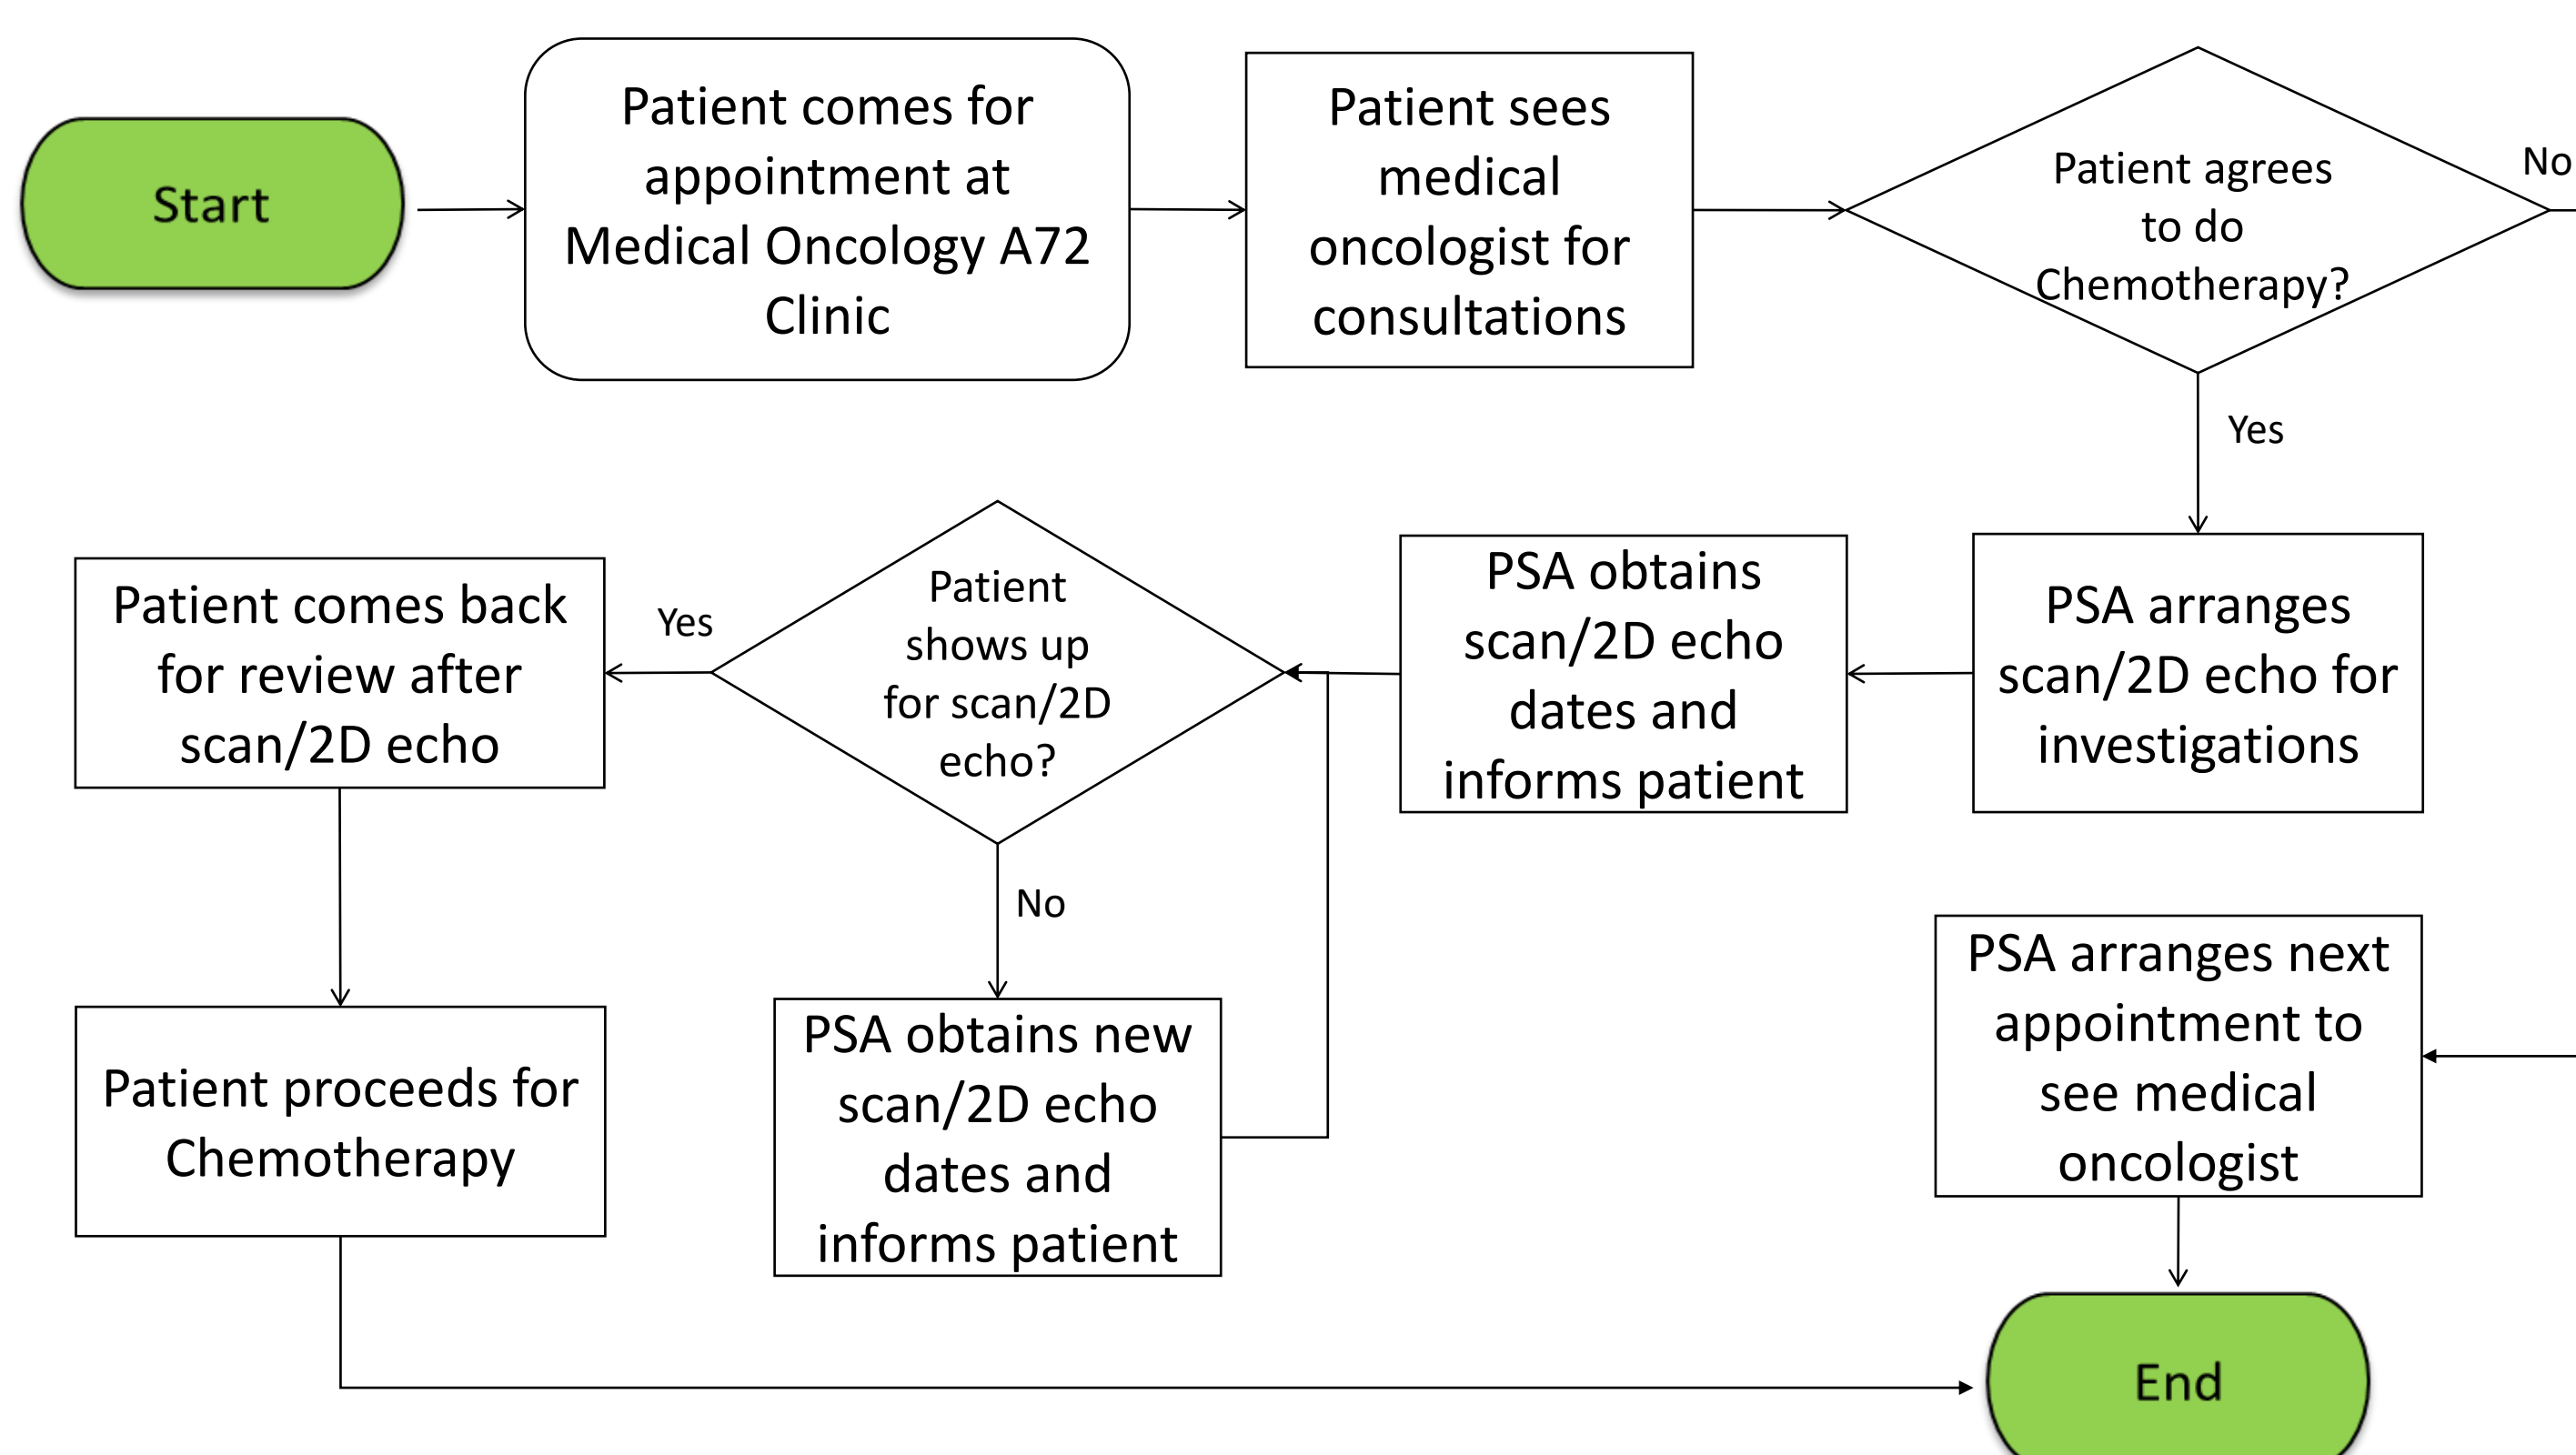 Start
Patient comes for
appointment at
Medical Oncology A72
Clinic
Patient sees
medical
oncologist for
consultations
Patient agrees
to do
Chemotherapy?
No
Yes
PSA arranges
scan/2D echo for
investigations
PSA obtains
scan/2D echo
dates and
informs patient
Patient
shows up
for scan/2D
echo?
Yes
Patient comes back
for review after
scan/2D echo
No
PSA obtains new
scan/2D echo
dates and
informs patient
Patient proceeds for
Chemotherapy
PSA arranges next
appointment to
see medical
oncologist
End